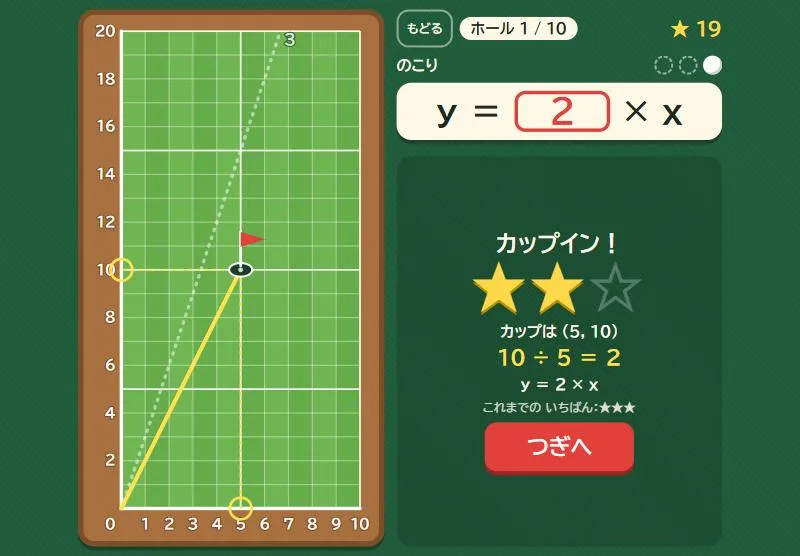 もどる
ホール 1 / 10
★ 19
のこり
y = 2 × x
20
18
16
14
12
10
8
6
4
2
0 1 2 3 4 5 6 7 8 9 10
3
カップイン！
カップは (5, 10)
10 ÷ 5 = 2
y = 2 × x
これまでの いちばん:★★★
つぎへ